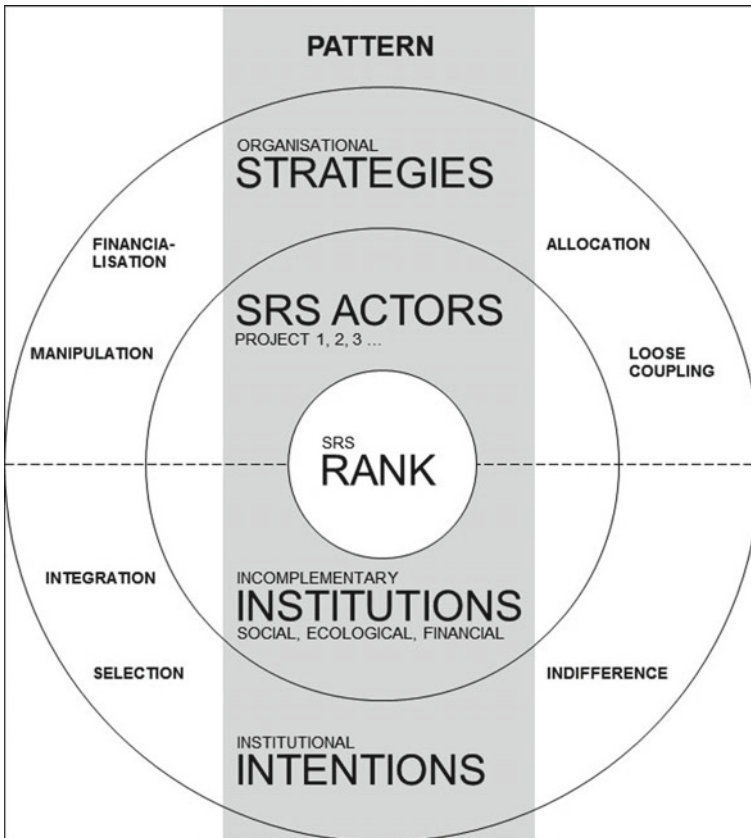 PATTERN
ORGANISATIONAL
STRATEGIES
FINANCIA-
LISATION
ALLOCATION
SRS ACTORS
PROJECT 1, 2, 3 ...
MANIPULATION
LOOSE
COUPLING
SRS
RANK
INTEGRATION
INCOMPLEMENTARY
INSTITUTIONS
SOCIAL, ECOLOGICAL, FINANCIAL
SELECTION
INDIFFERENCE
INSTITUTIONAL
INTENTIONS